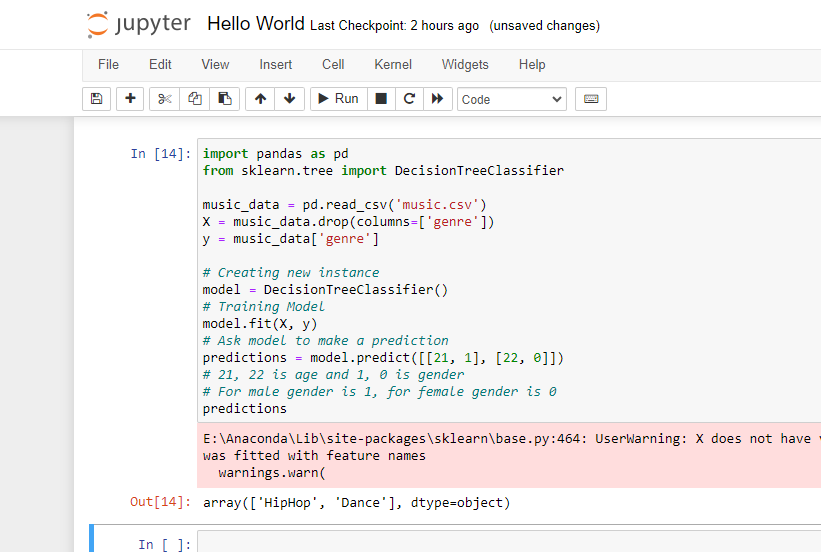 jupyter Hello World Last Checkpoint: 2 hours ago (unsaved changes)
File Edit View Insert Cell Kernel Widgets Help
Run Code
In [14]: import pandas as pd
from sklearn.tree import DecisionTreeClassifier
music_data = pd.read_csv('music.csv')
X = music_data.drop(columns=['genre'])
y = music_data['genre']
# Creating new instance
model = DecisionTreeClassifier()
# Training Model
model.fit(X, y)
# Ask model to make a prediction
predictions = model.predict([[21, 1], [22, 0]])
# 21, 22 is age and 1, 0 is gender
# For male gender is 1, for female gender is 0
predictions
E:\Anaconda\Lib\site-packages\sklearn\base.py:464: UserWarning: X does not have
was fitted with feature names
warnings.warn(
Out[14]: array(['HipHop', 'Dance'], dtype=object)
In [ ]: